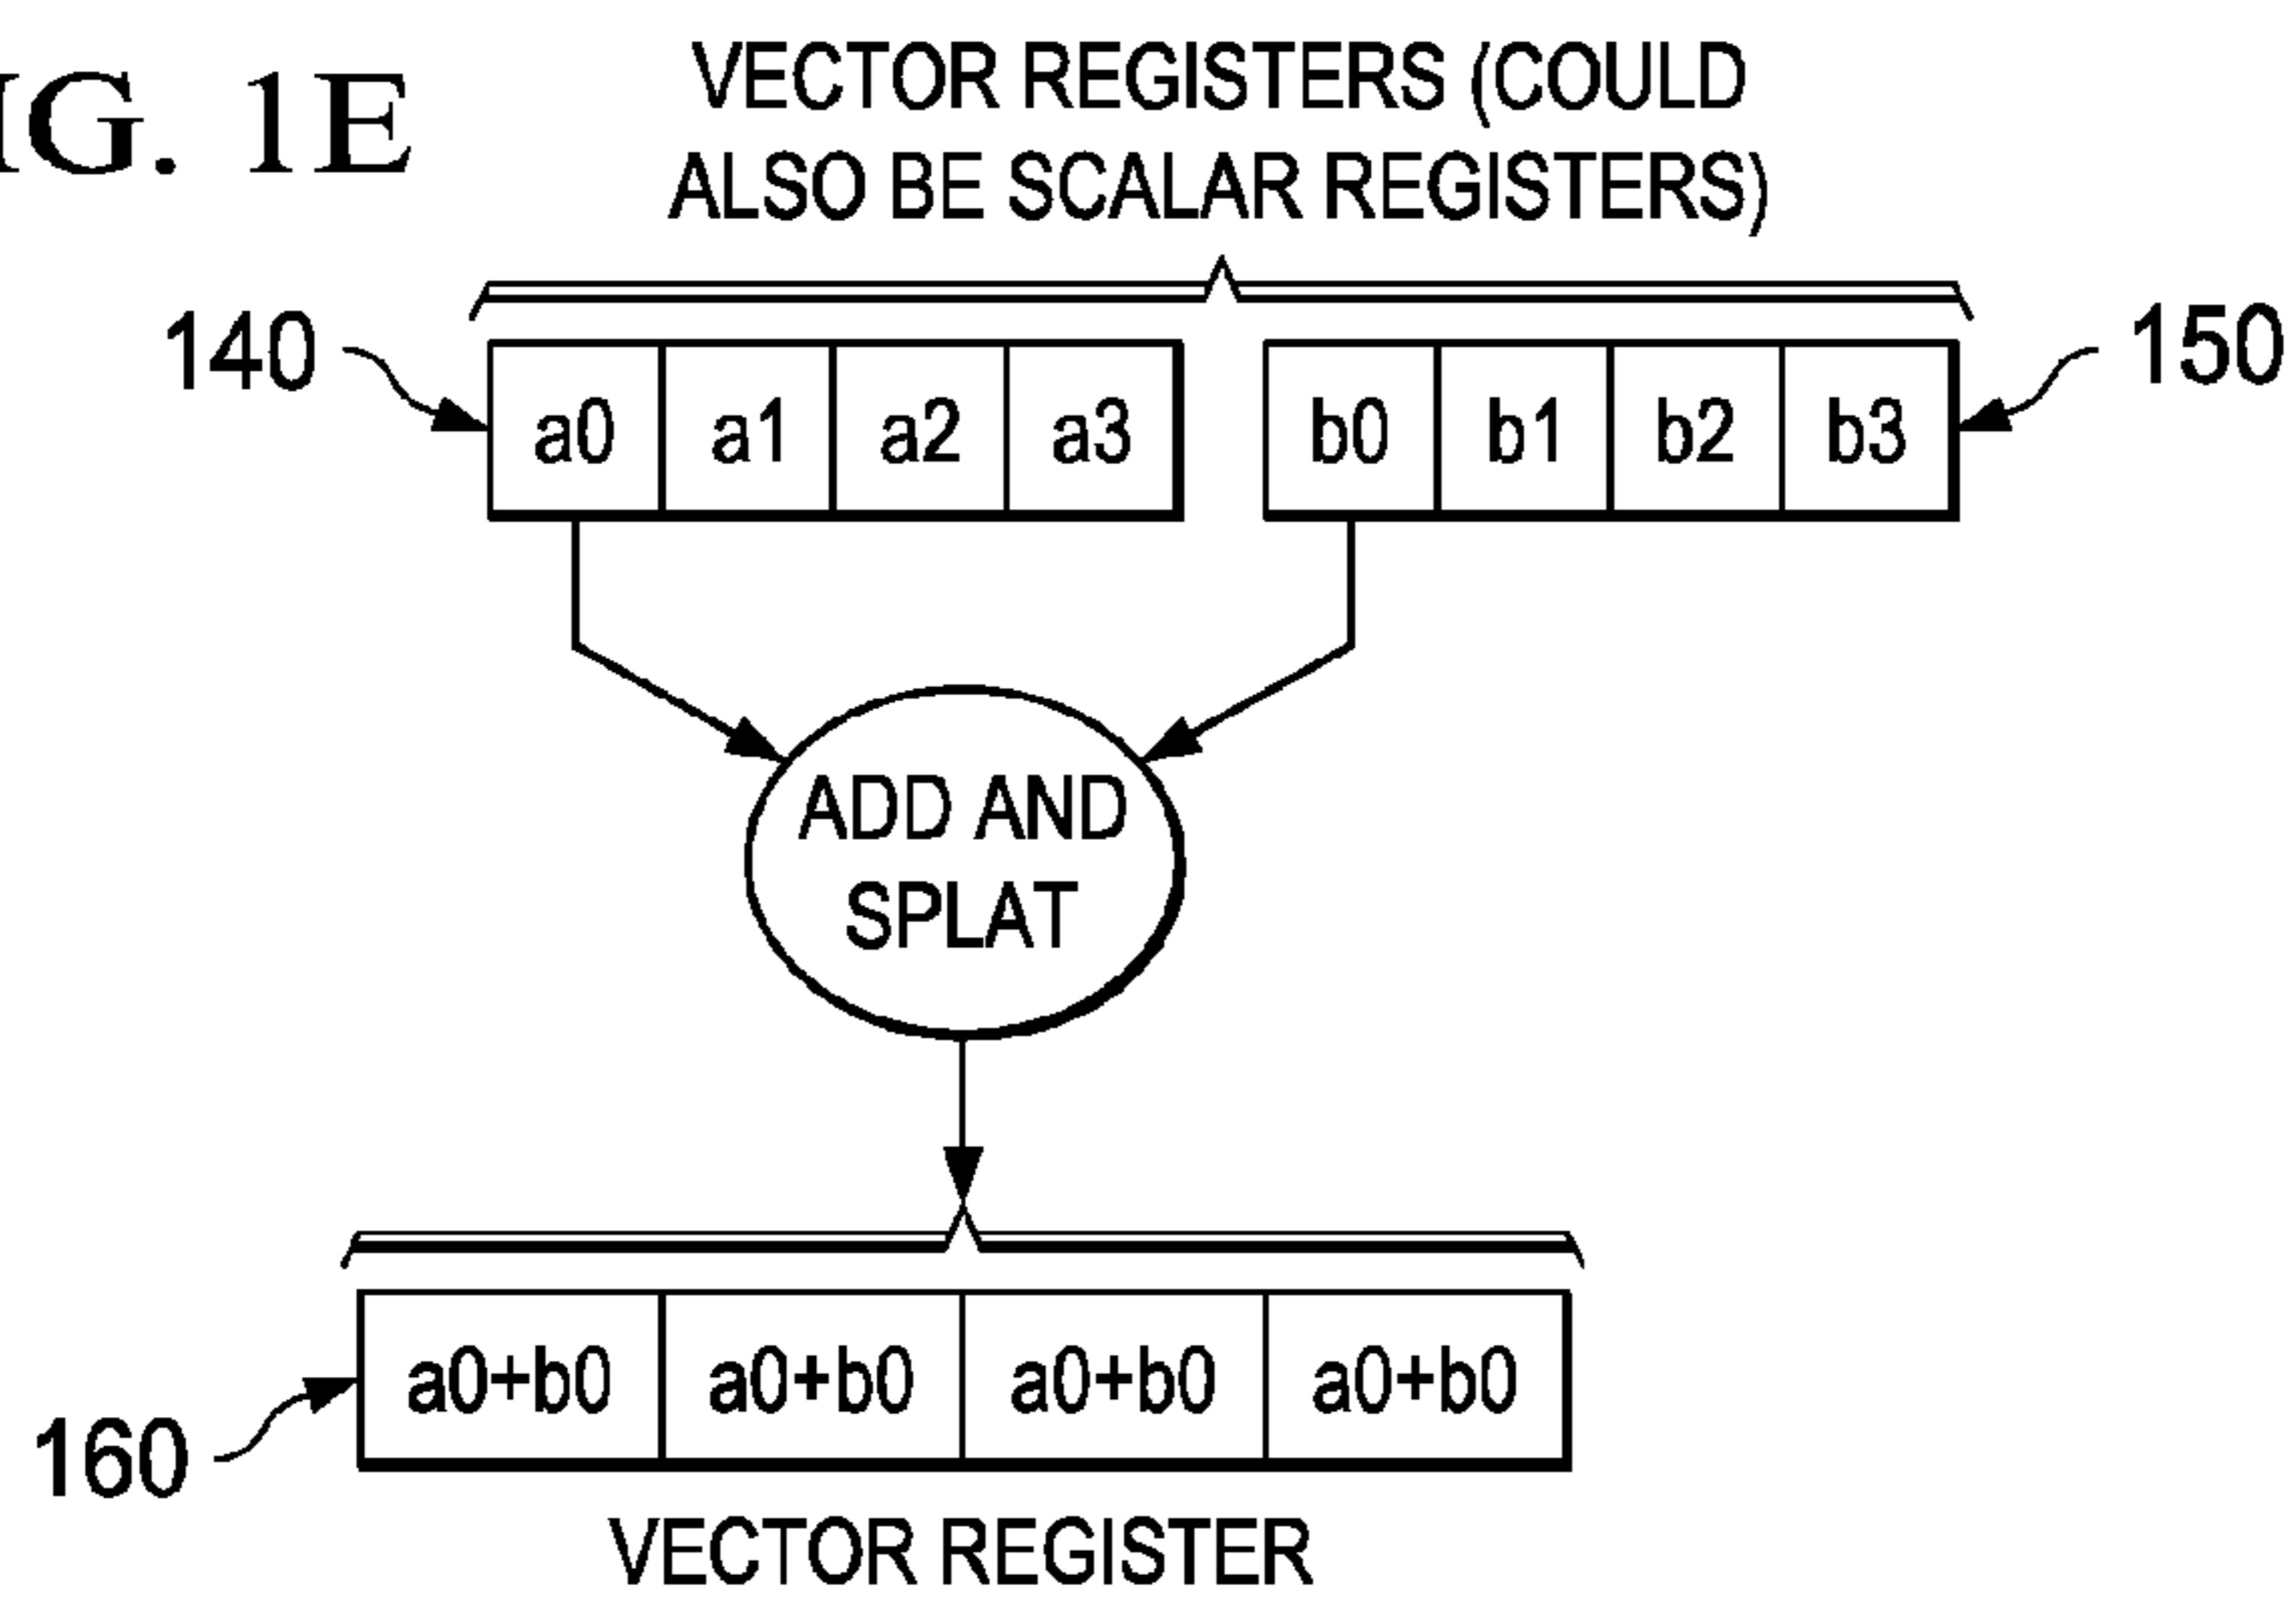 IG. 1E
VECTOR REGISTERS (COULD
ALSO BE SCALAR REGISTERS)
140
a0 a1 a2 a3
b0 b1 b2 b3
150
ADD AND
SPLAT
a0+b0 a0+b0 a0+b0 a0+b0
160
VECTOR REGISTER